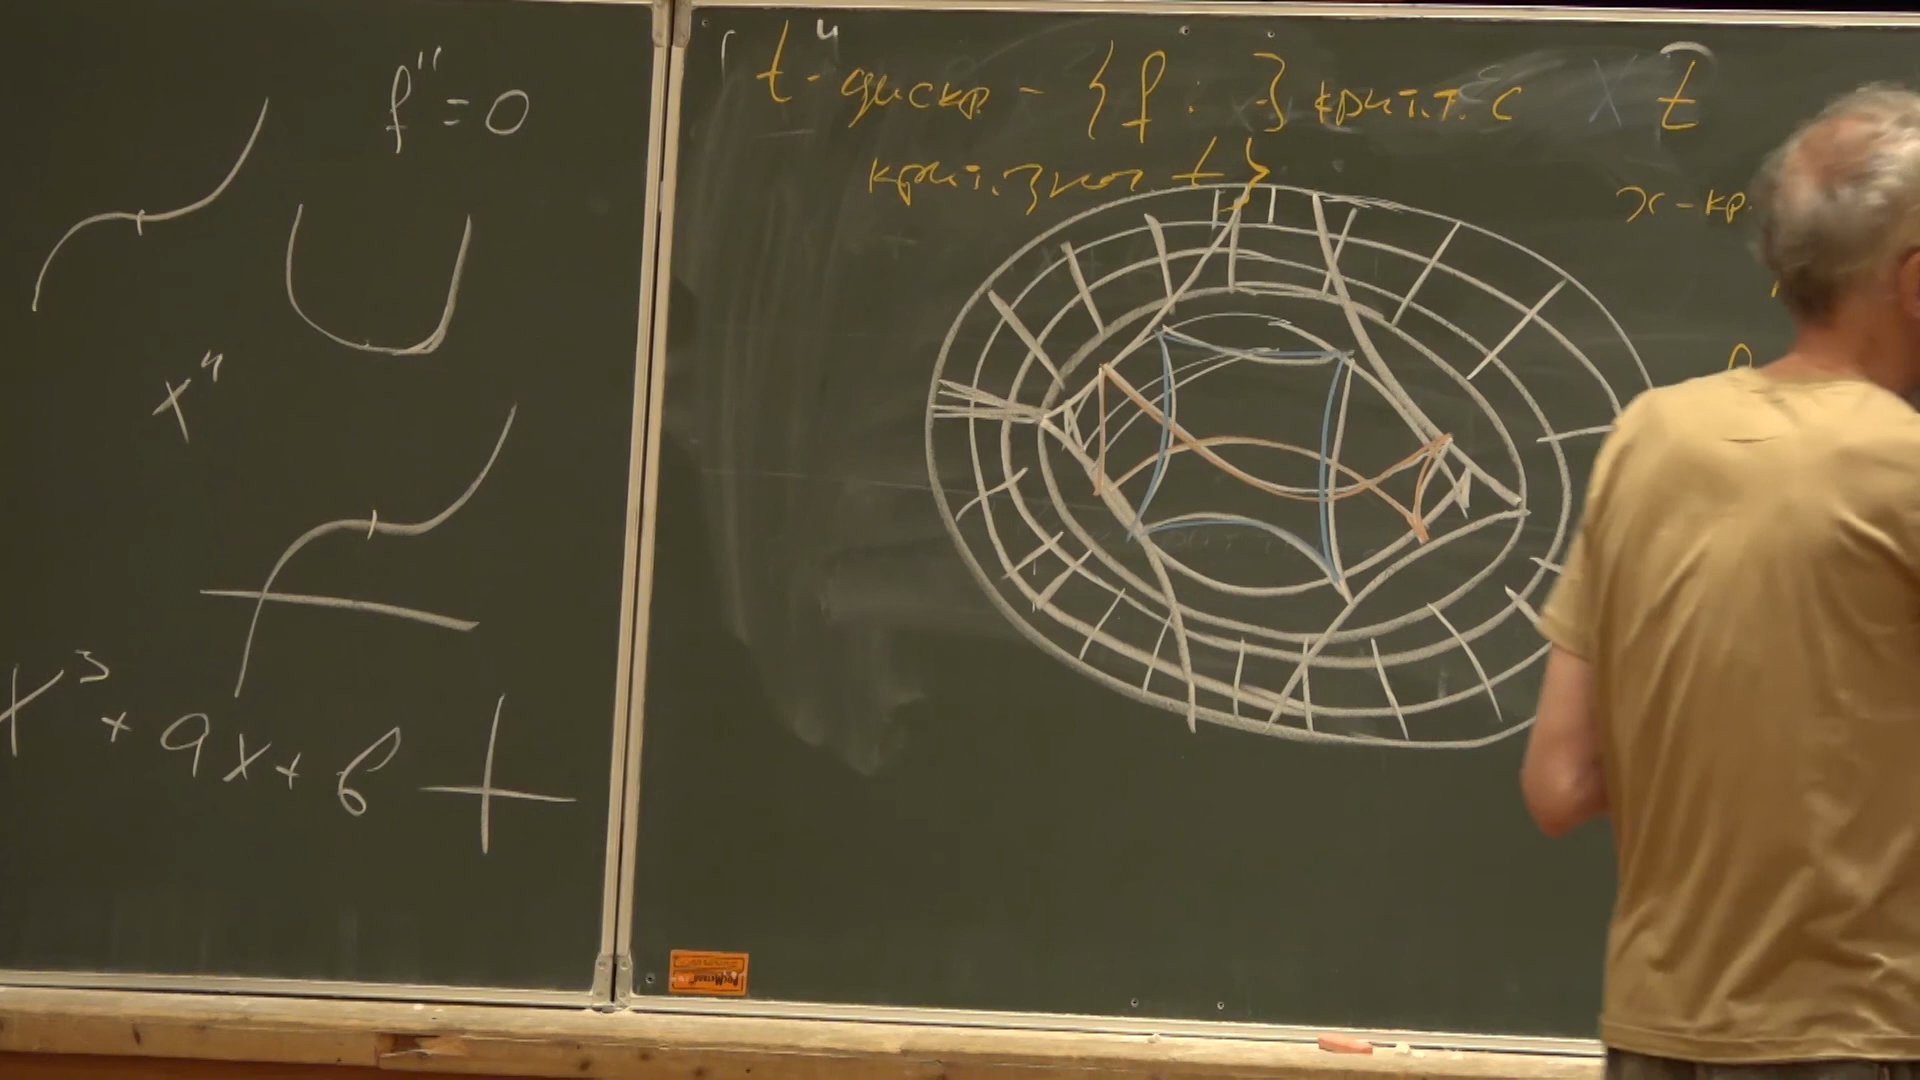 f'' = 0
x⁴
x³ + ax + b
t - дискр - {f : } крит.т. с
крит. знач. t}
x t
x - кр.